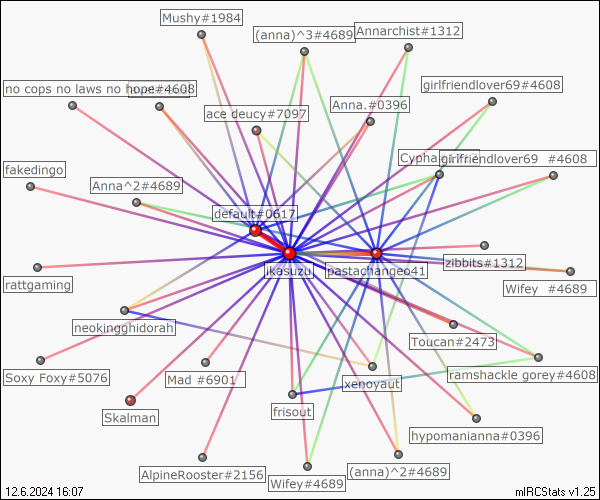 Mushy#1984
(anna)^3#4689
Annarchist#1312
no cops no laws no hope#4608
ace deucy#7097
Anna.#0396
girlfriendlover69#4608
girlfriendlover69 #4608
fakedingo
Anna^2#4689
default#0617
jkasuzu
pastachangeo41
zibbits#1312
Wifey #4689
rattgaming
neokingghidorah
Toucan#2473
Soxy Foxy#5076
Mad #6901
xenoyaut
ramshackle gorey#4608
Skalman
frisout
hypomanianna#0396
AlpineRooster#2156
Wifey#4689
(anna)^2#4689
12.6.2024 16:07
mIRCStats v1.25